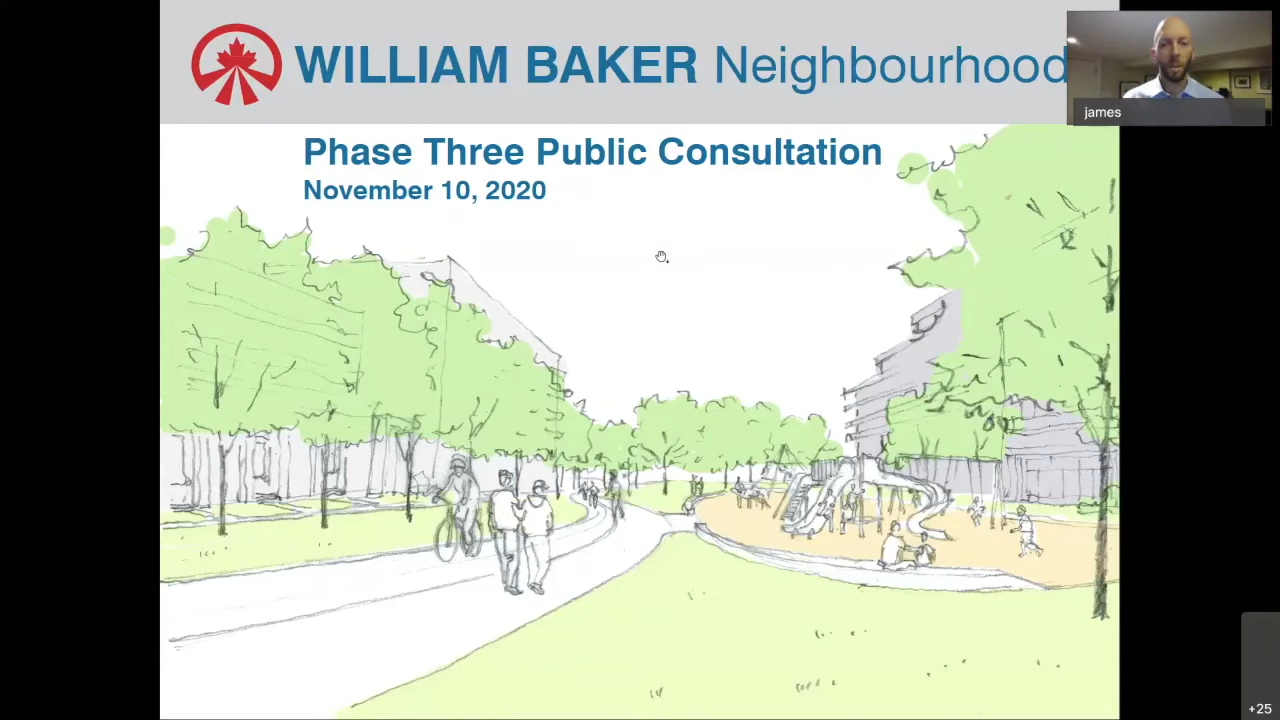 WILLIAM BAKER Neighbourhood
james
Phase Three Public Consultation
November 10, 2020
+25